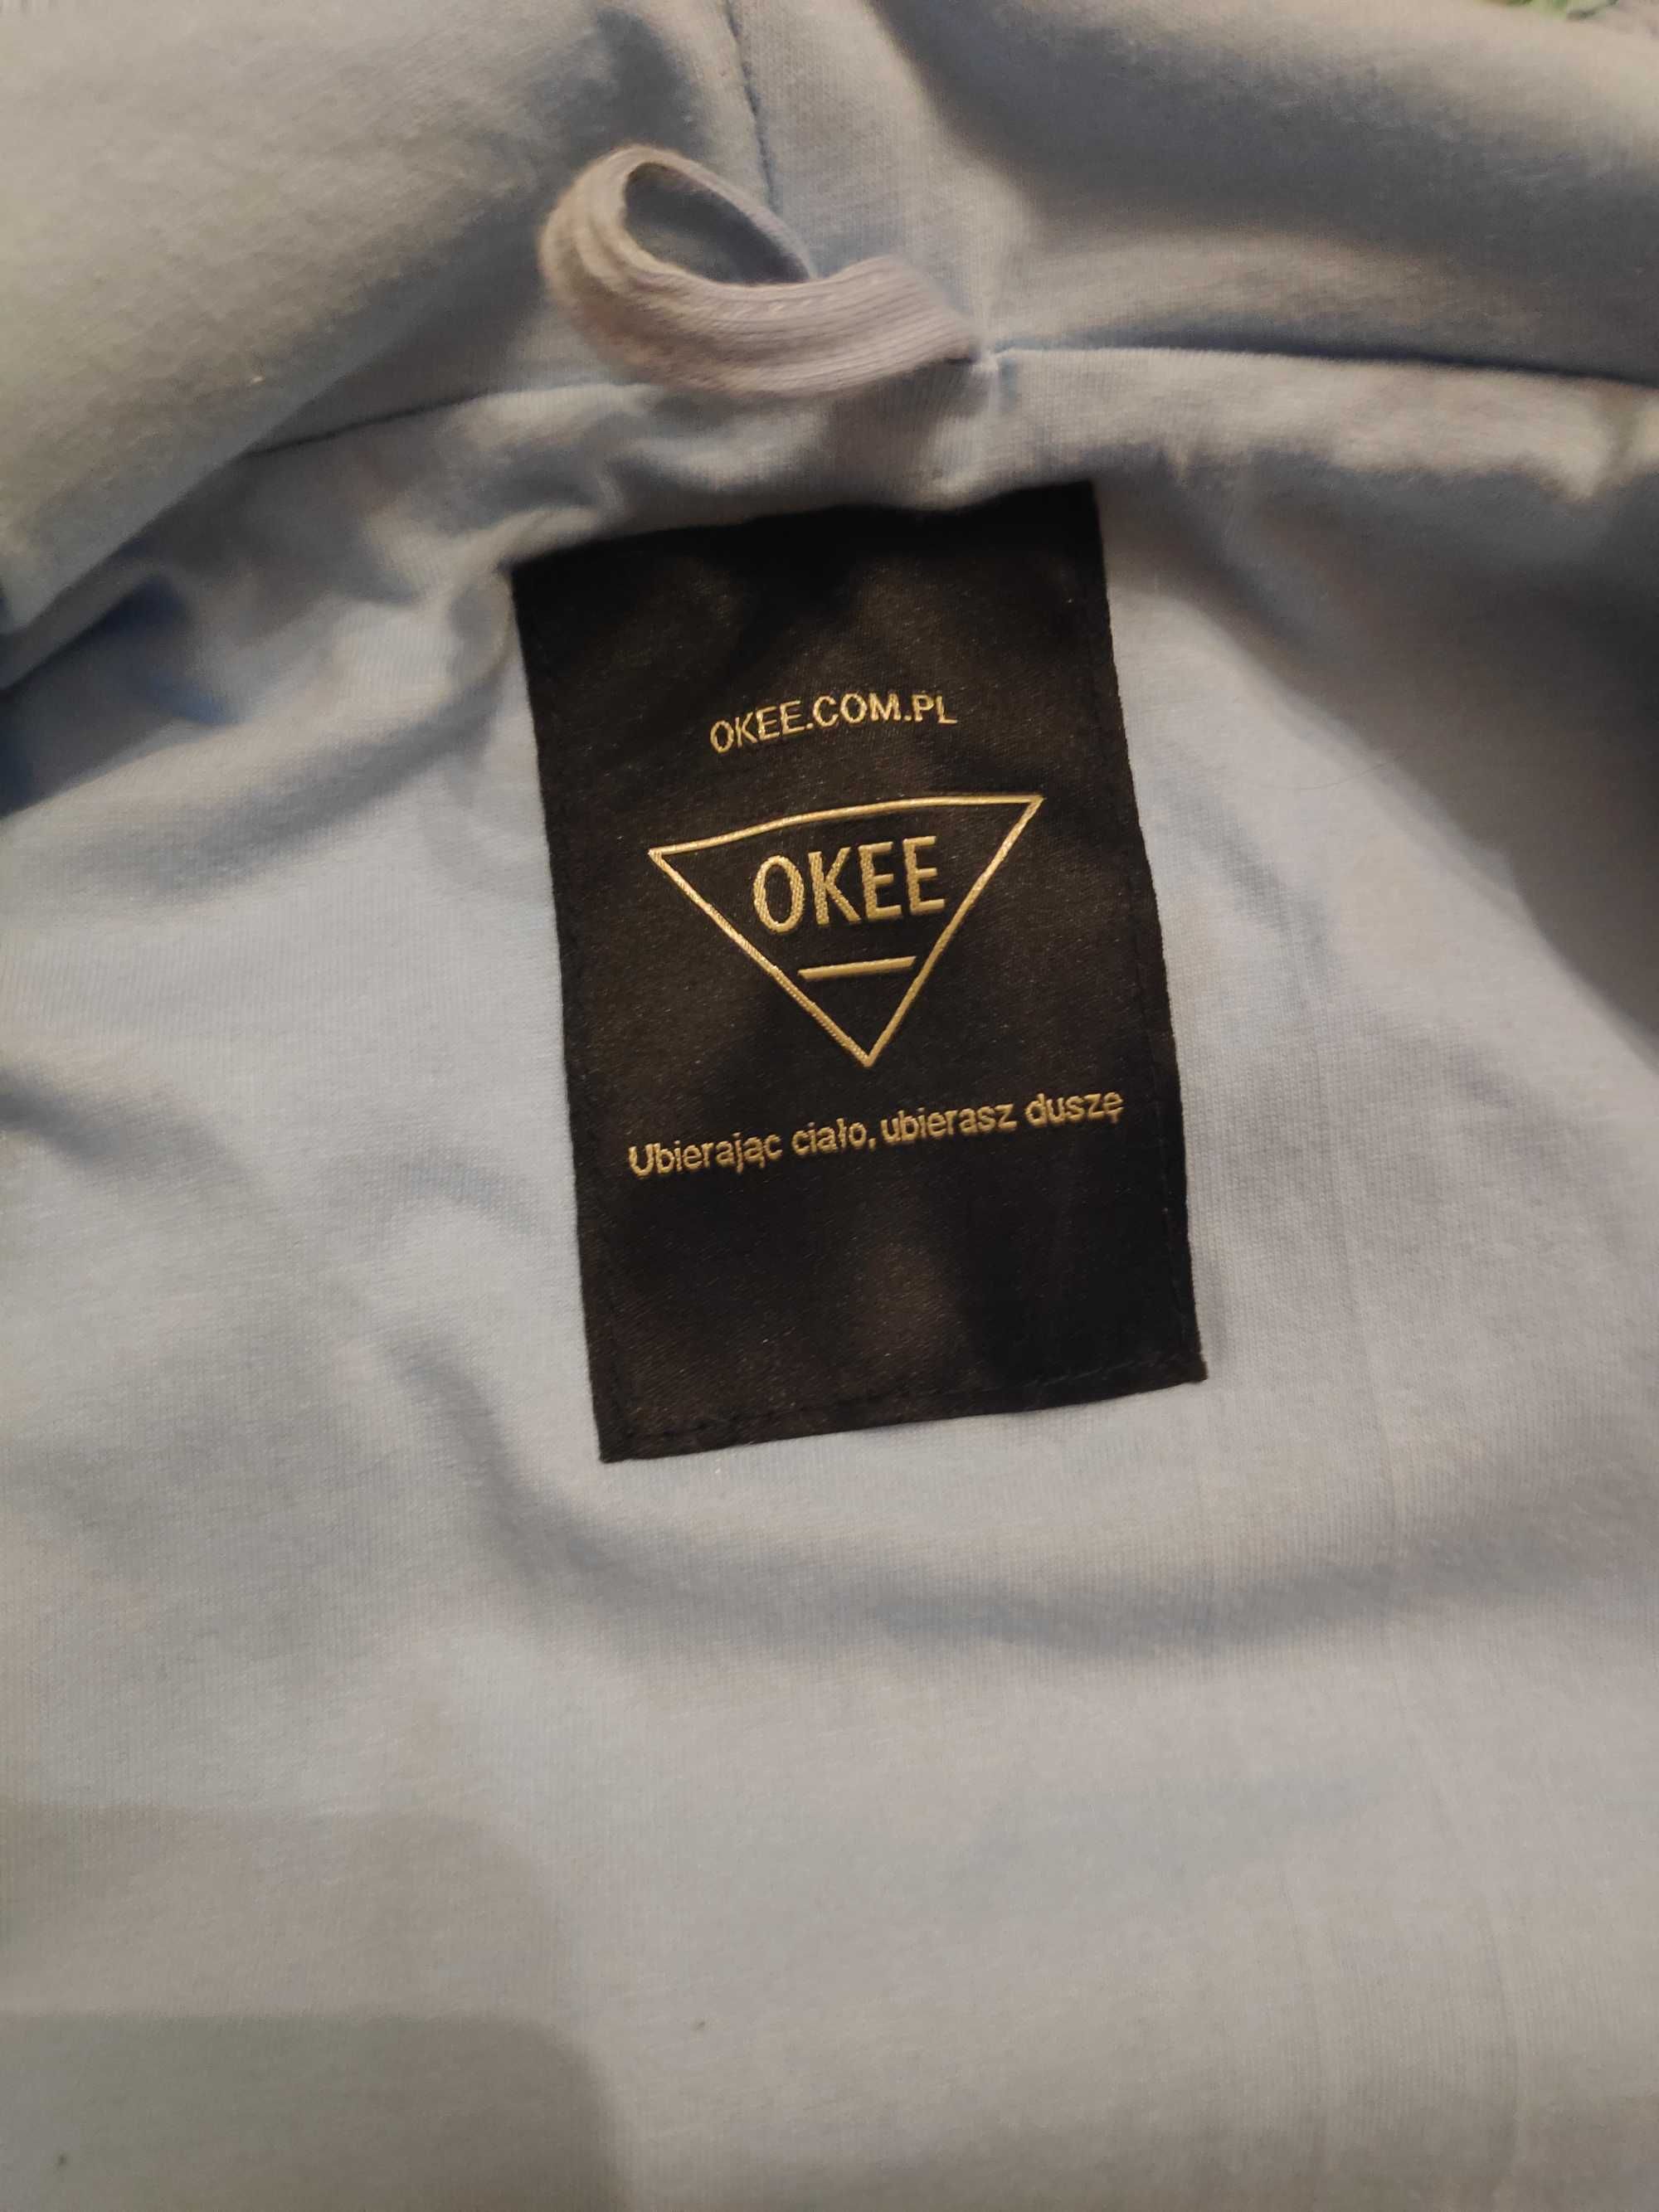 OKEE.COM.PL
OKEE
Ubierając ciało, ubierasz duszę